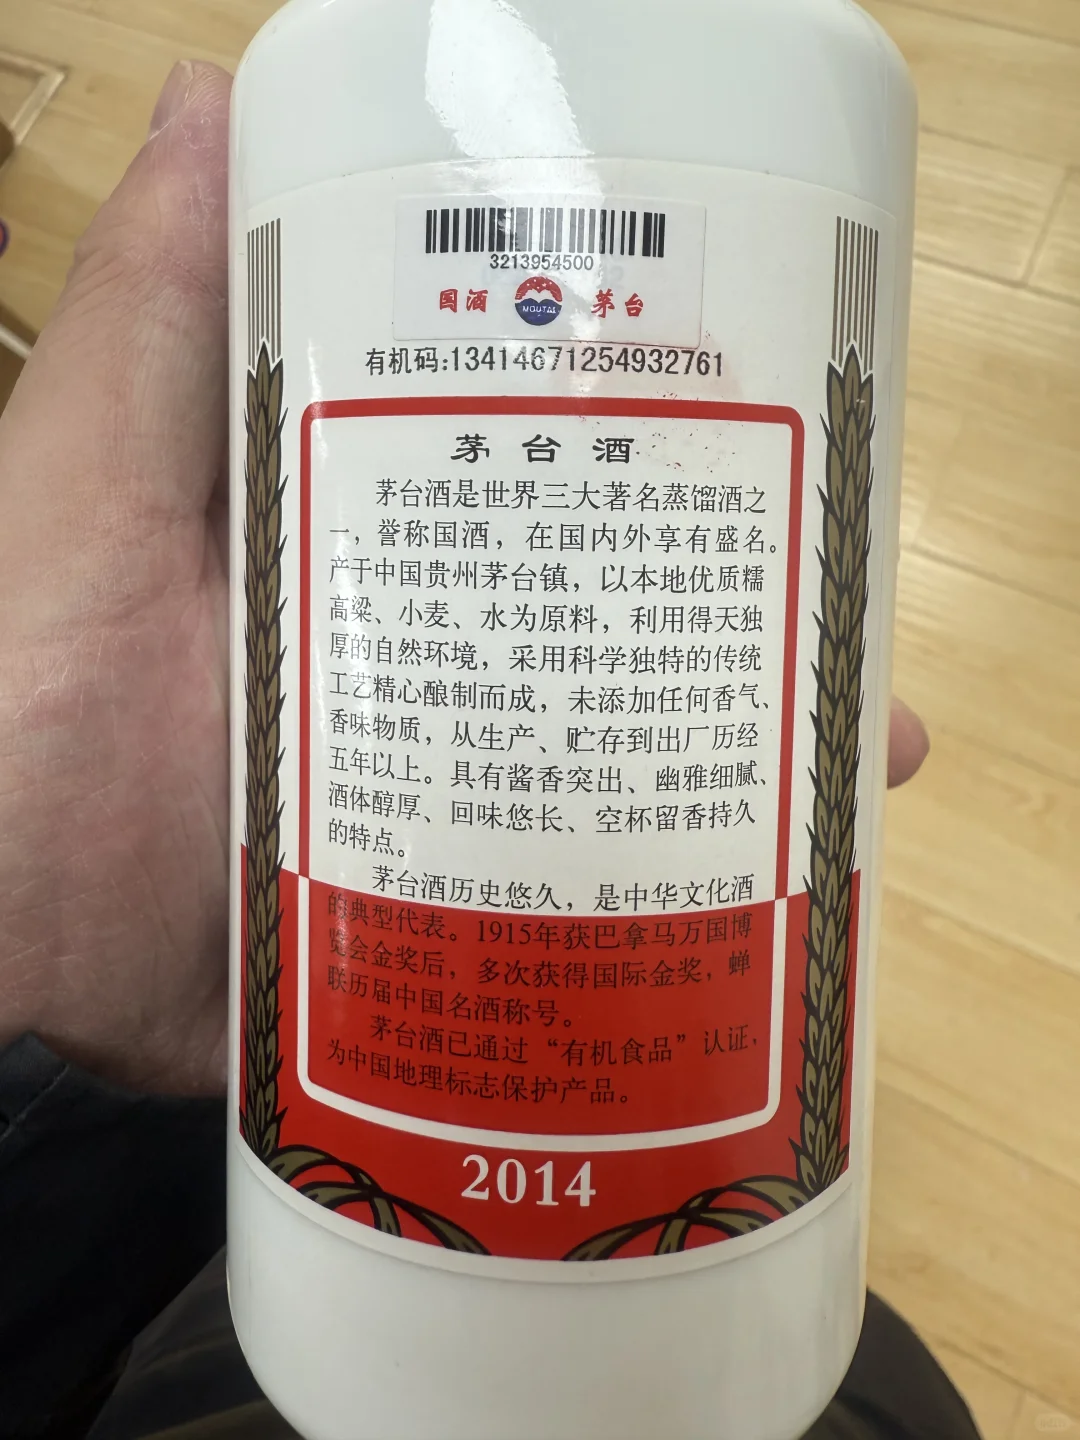 3213954500
国酒 MOUTAI 茅台
有机码:13414671254932761
茅台酒
茅台酒是世界三大著名蒸馏酒之
一，誉称国酒，在国内外享有盛名。
产于中国贵州茅台镇，以本地优质糯
高粱、小麦、水为原料，利用得天独
厚的自然环境，采用科学独特的传统
工艺精心酿制而成，未添加任何香气、
香味物质，从生产、贮存到出厂历经
五年以上。具有酱香突出、幽雅细腻、
酒体醇厚、回味悠长、空杯留香持久
的特点。
茅台酒历史悠久，是中华文化酒
的典型代表。1915年获巴拿马万国博
览会金奖后，多次获得国际金奖，蝉
联历届中国名酒称号。
茅台酒已通过“有机食品”认证，
为中国地理标志保护产品。
2014